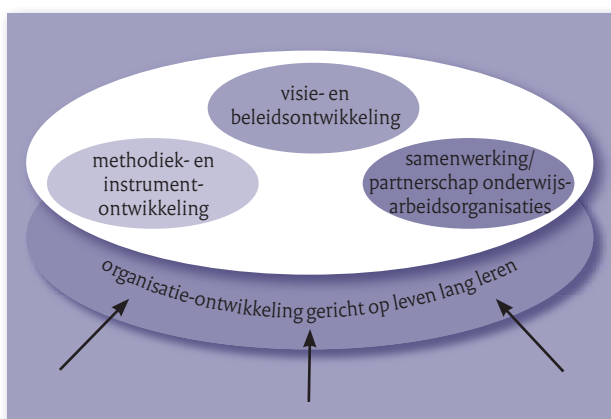 visie- en
beleidsontwikkeling
methodiek- en
instrument-
ontwikkeling
samenwerking/
partnerschap onderwijs-
arbeidsorganisaties
organisatie-ontwikkeling gericht op leven lang leren